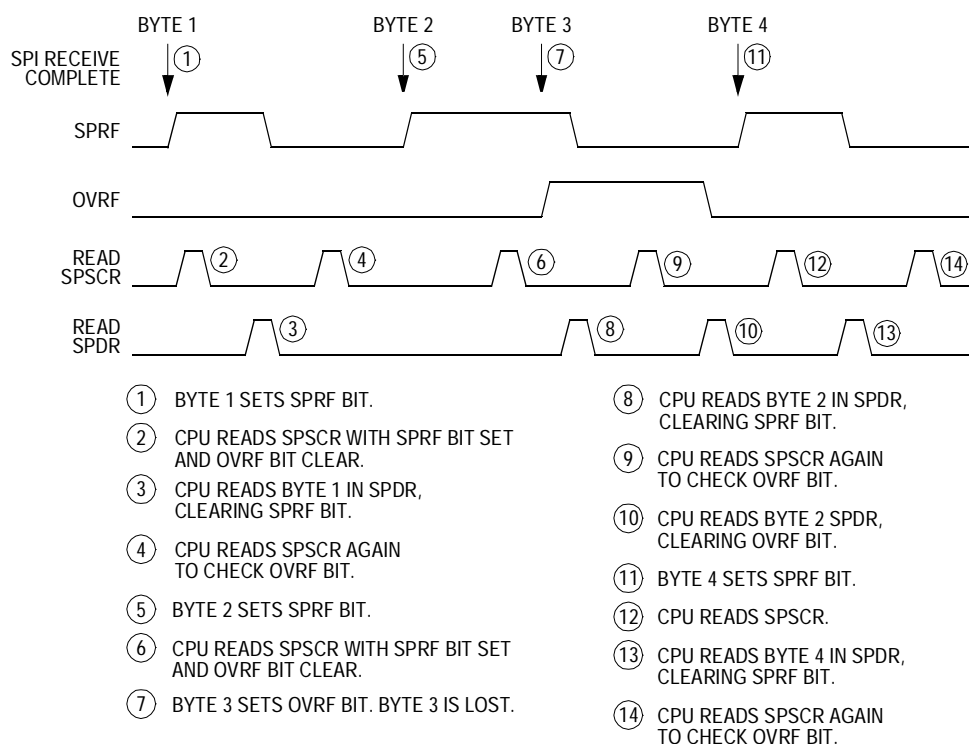 BYTE 1 BYTE 2 BYTE 3 BYTE 4
SPI RECEIVE
COMPLETE
1 5 7 11
SPRF
OVRF
READ
SPSCR
2 4 6 9 12 14
READ
SPDR
3 8 10 13
1 BYTE 1 SETS SPRF BIT.
2 CPU READS SPSCR WITH SPRF BIT SET
AND OVRF BIT CLEAR.
3 CPU READS BYTE 1 IN SPDR,
CLEARING SPRF BIT.
4 CPU READS SPSCR AGAIN
TO CHECK OVRF BIT.
5 BYTE 2 SETS SPRF BIT.
6 CPU READS SPSCR WITH SPRF BIT SET
AND OVRF BIT CLEAR.
7 BYTE 3 SETS OVRF BIT. BYTE 3 IS LOST.
8 CPU READS BYTE 2 IN SPDR,
CLEARING SPRF BIT.
9 CPU READS SPSCR AGAIN
TO CHECK OVRF BIT.
10 CPU READS BYTE 2 SPDR,
CLEARING OVRF BIT.
11 BYTE 4 SETS SPRF BIT.
12 CPU READS SPSCR.
13 CPU READS BYTE 4 IN SPDR,
CLEARING SPRF BIT.
14 CPU READS SPSCR AGAIN
TO CHECK OVRF BIT.